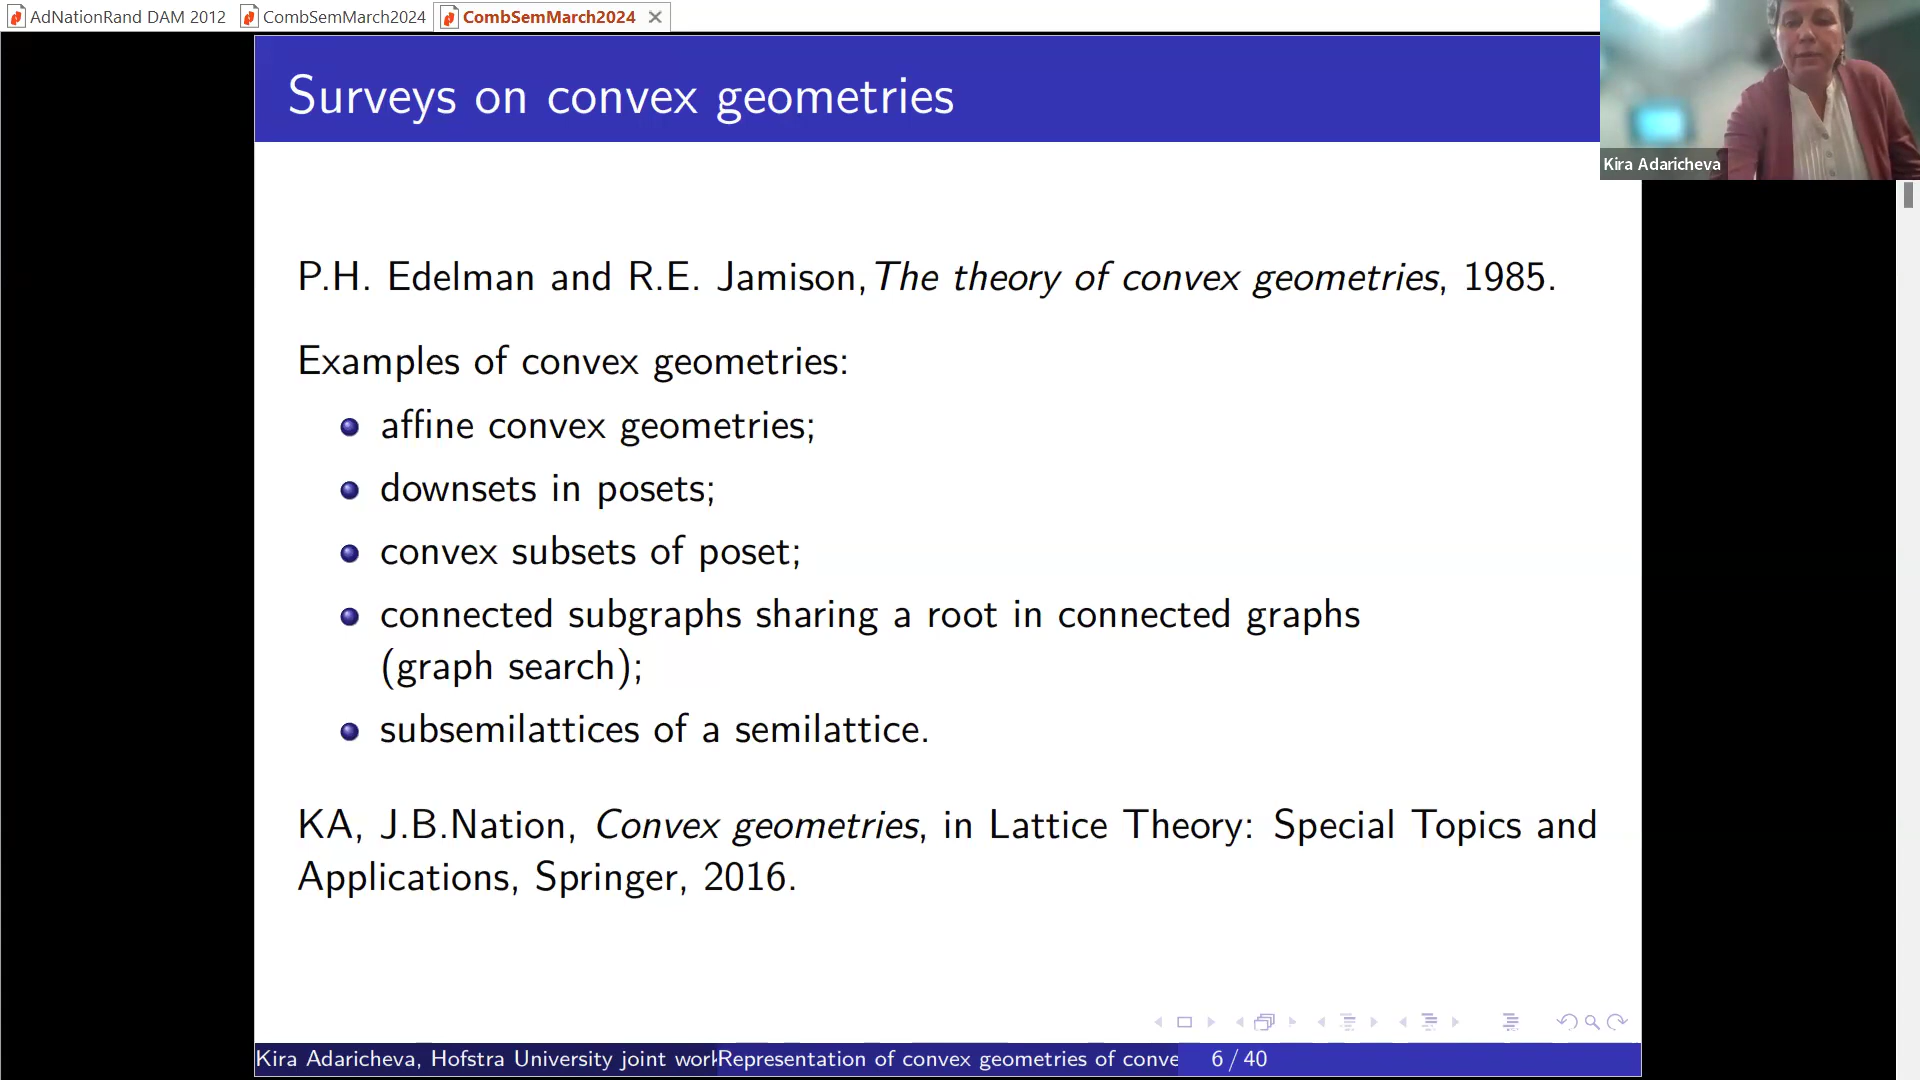 AdNationRand DAM 2012 CombSemMarch2024 CombSemMarch2024
Surveys on convex geometries
Kira Adaricheva
P.H. Edelman and R.E. Jamison, The theory of convex geometries, 1985.
Examples of convex geometries:
affine convex geometries;
downsets in posets;
convex subsets of poset;
connected subgraphs sharing a root in connected graphs
(graph search);
subsemilattices of a semilattice.
KA, J.B.Nation, Convex geometries, in Lattice Theory: Special Topics and
Applications, Springer, 2016.
Kira Adaricheva, Hofstra University joint work Representation of convex geometries of conve 6 / 40